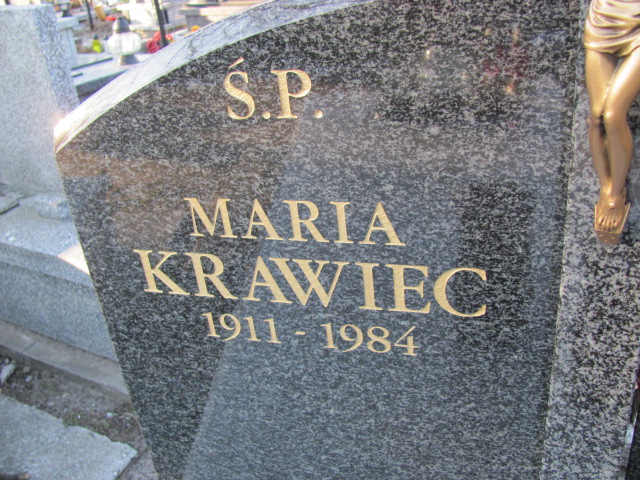 Ś.P.
MARIA
KRAWIEC
1911 - 1984